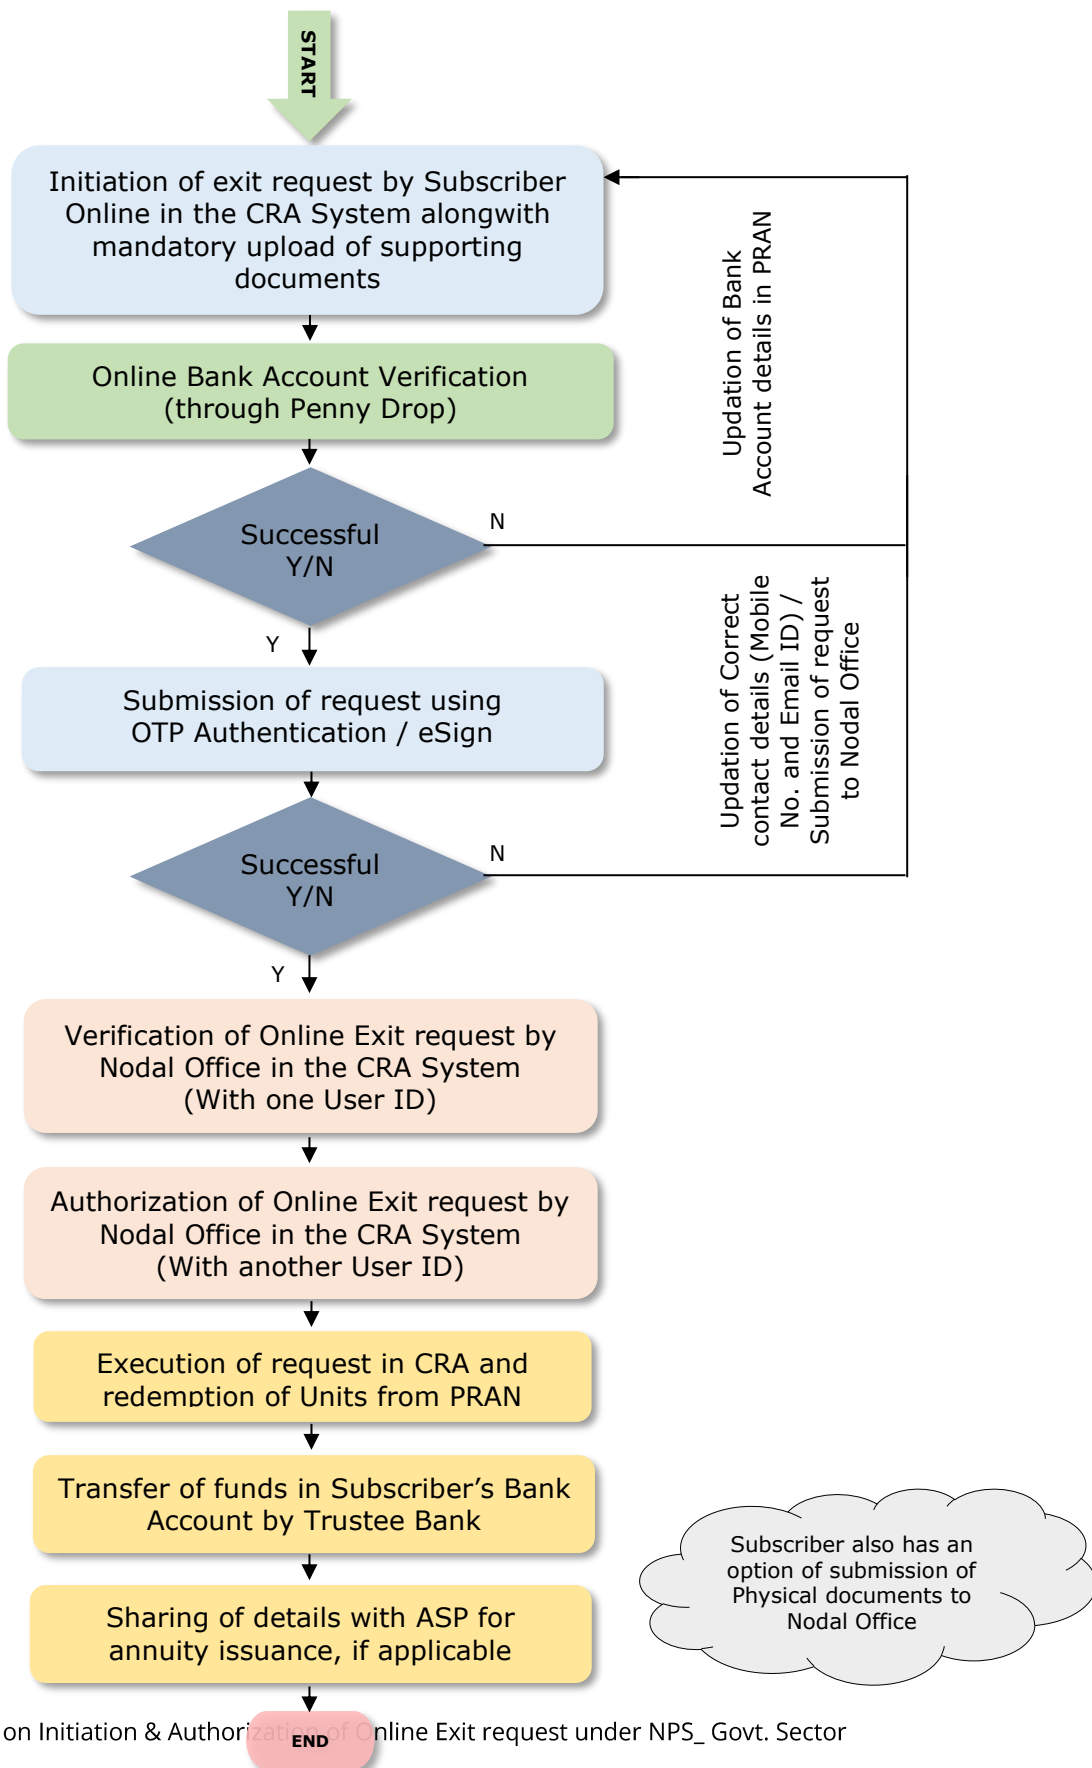 START
Initiation of exit request by Subscriber
Online in the CRA System alongwith
mandatory upload of supporting
documents
Updation of Bank
Account details in PRAN
Online Bank Account Verification
(through Penny Drop)
Successful
Y/N
N
Y
Updation of Correct
contact details (Mobile
No. and Email ID) /
Submission of request
to Nodal Office
Submission of request using
OTP Authentication / eSign
Successful
Y/N
N
Y
Verification of Online Exit request by
Nodal Office in the CRA System
(With one User ID)
Authorization of Online Exit request by
Nodal Office in the CRA System
(With another User ID)
Execution of request in CRA and
redemption of Units from PRAN
Transfer of funds in Subscriber’s Bank
Account by Trustee Bank
Subscriber also has an
option of submission of
Physical documents to
Nodal Office
Sharing of details with ASP for
annuity issuance, if applicable
on Initiation & Authorization of Online Exit request under NPS_ Govt. Sector
END